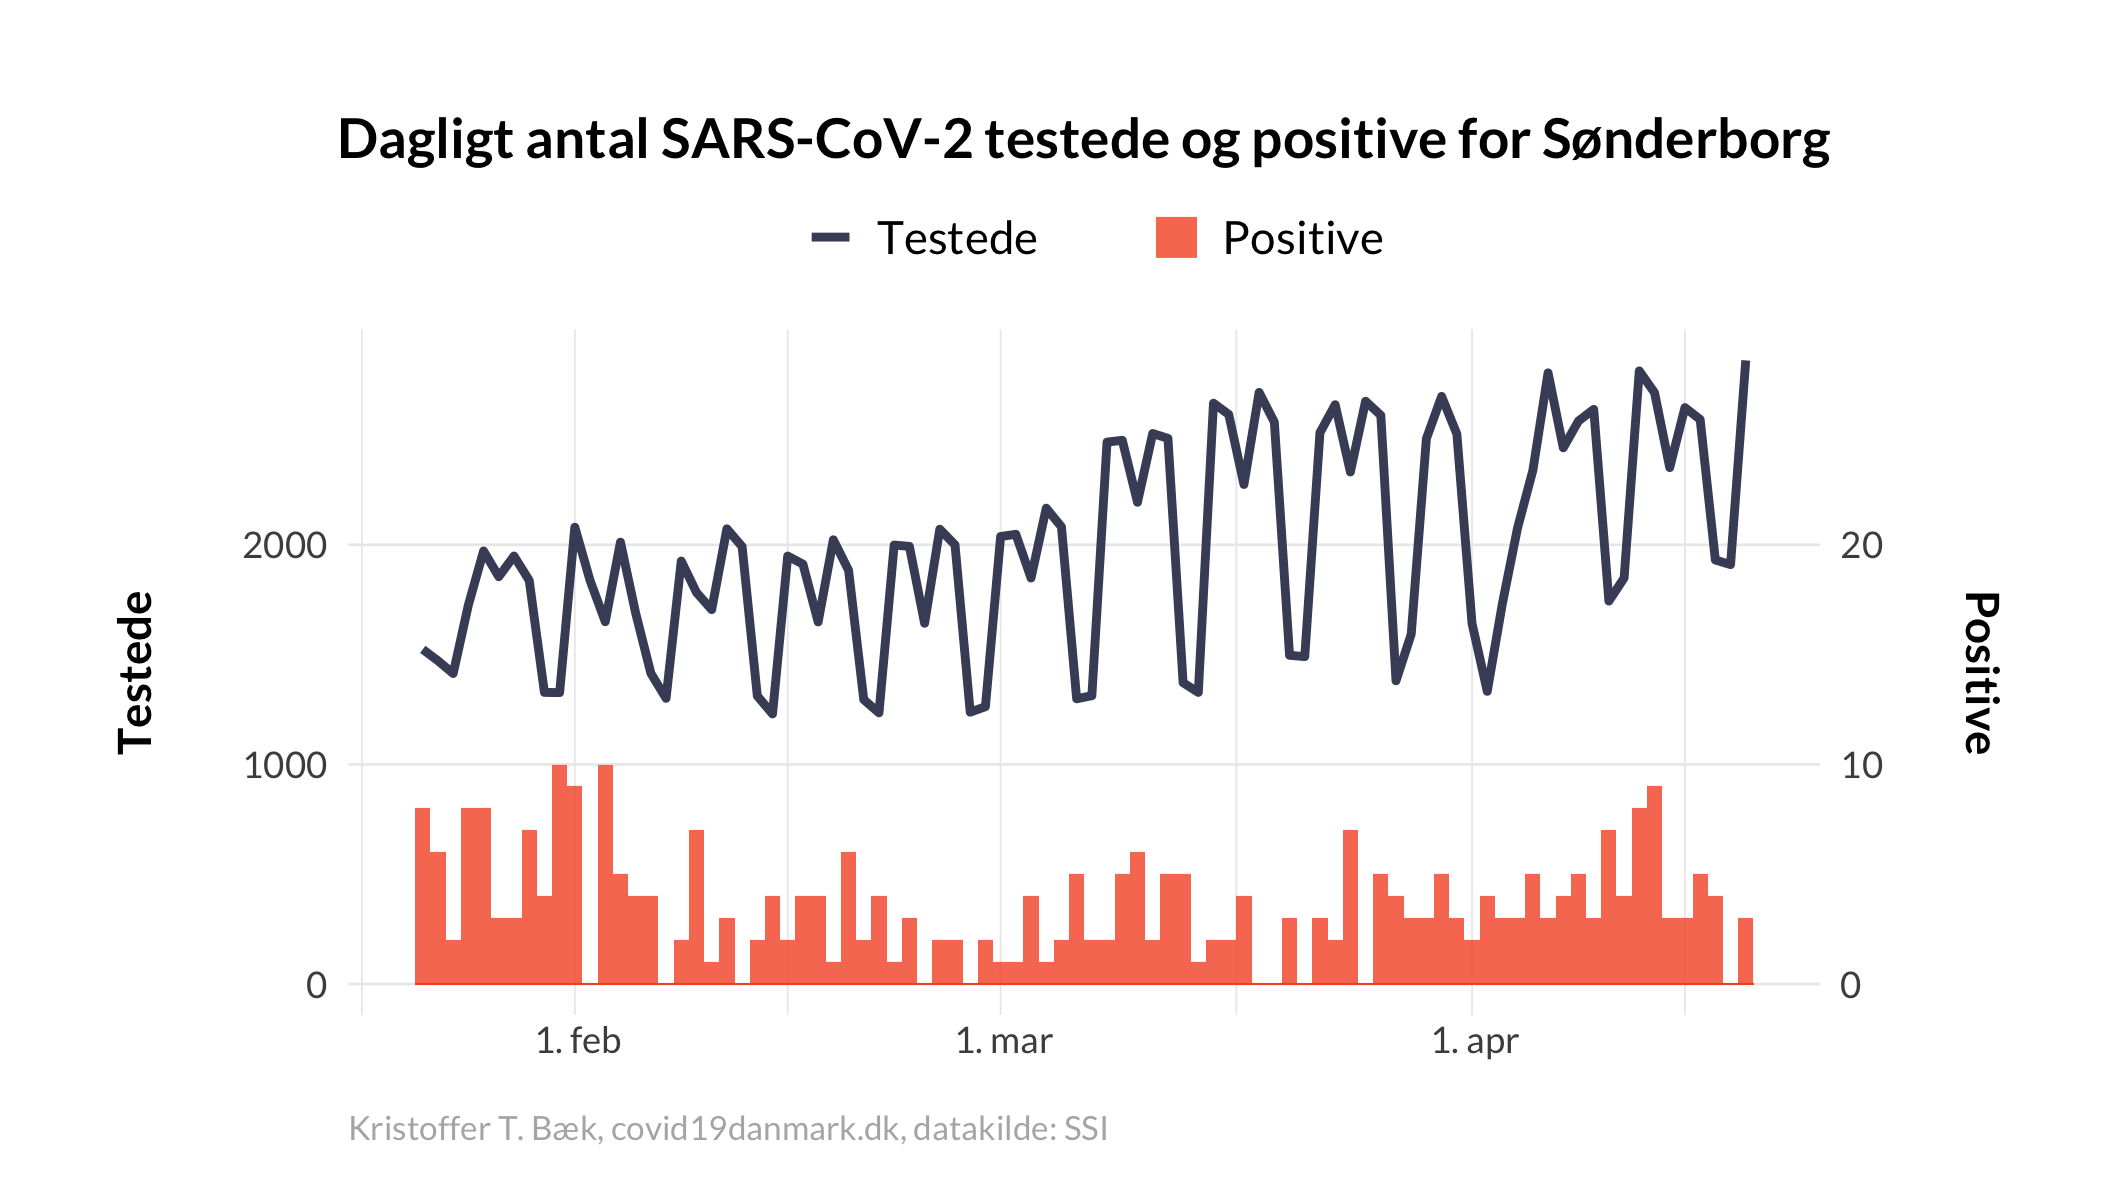 Dagligt antal SARS-CoV-2 testede og positive for Sønderborg
Testede
Positive
2000
1000
0
Testede
20
10
0
Positive
1. feb
1. mar
1. apr
Kristoffer T. Bæk, covid19danmark.dk, datakilde: SSI